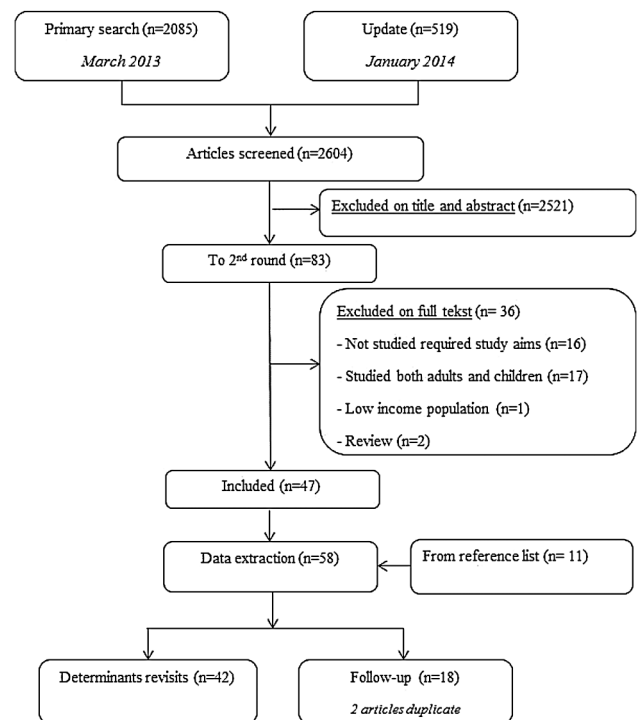 Primary search (n=2085)
March 2013
Update (n=519)
January 2014
Articles screened (n=2604)
Excluded on title and abstract (n=2521)
To 2nd round (n=83)
Excluded on full tekst (n= 36)
- Not studied required study aims (n=16)
- Studied both adults and children (n=17)
- Low income population (n=1)
- Review (n=2)
Included (n=47)
Data extraction (n=58)
From reference list (n= 11)
Determinants revisits (n=42)
Follow-up (n=18)
2 articles duplicate